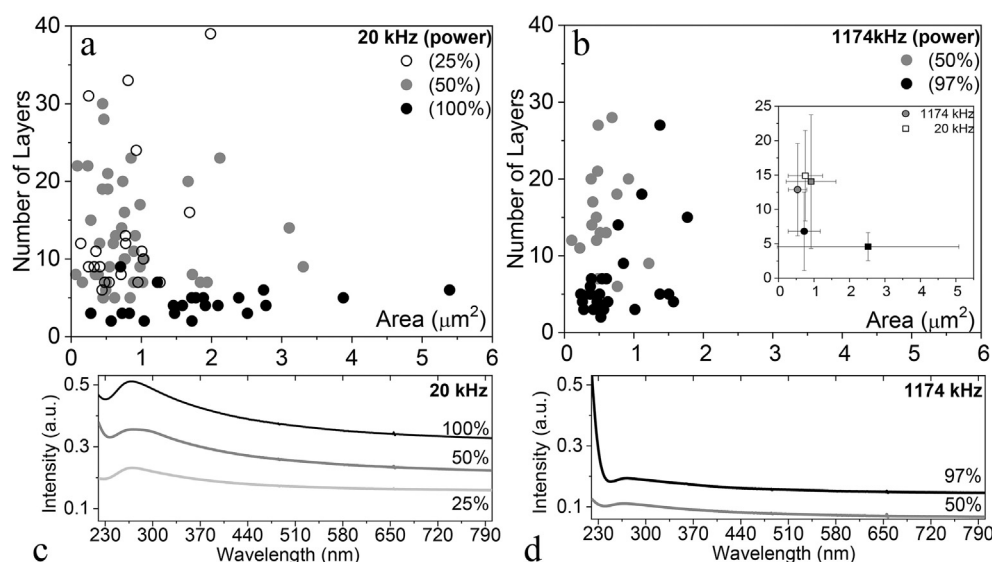 a
20 kHz (power)
(25%)
(50%)
(100%)
Number of Layers
40
30
20
10
0
Area (μm²)
0 1 2 3 4 5 6
b
1174kHz (power)
(50%)
(97%)
Number of Layers
40
30
20
10
0
Area (μm²)
0 1 2 3 4 5 6
1174 kHz
20 kHz
25
20
15
10
5
0
0 1 2 3 4 5
20 kHz
100%
50%
25%
Intensity (a.u.)
0.5
0.3
0.1
230 300 370 440 510 580 650 720 790
Wavelength (nm)
c
1174 kHz
97%
50%
Intensity (a.u.)
0.5
0.3
0.1
230 300 370 440 510 580 650 720 790
Wavelength (nm)
d